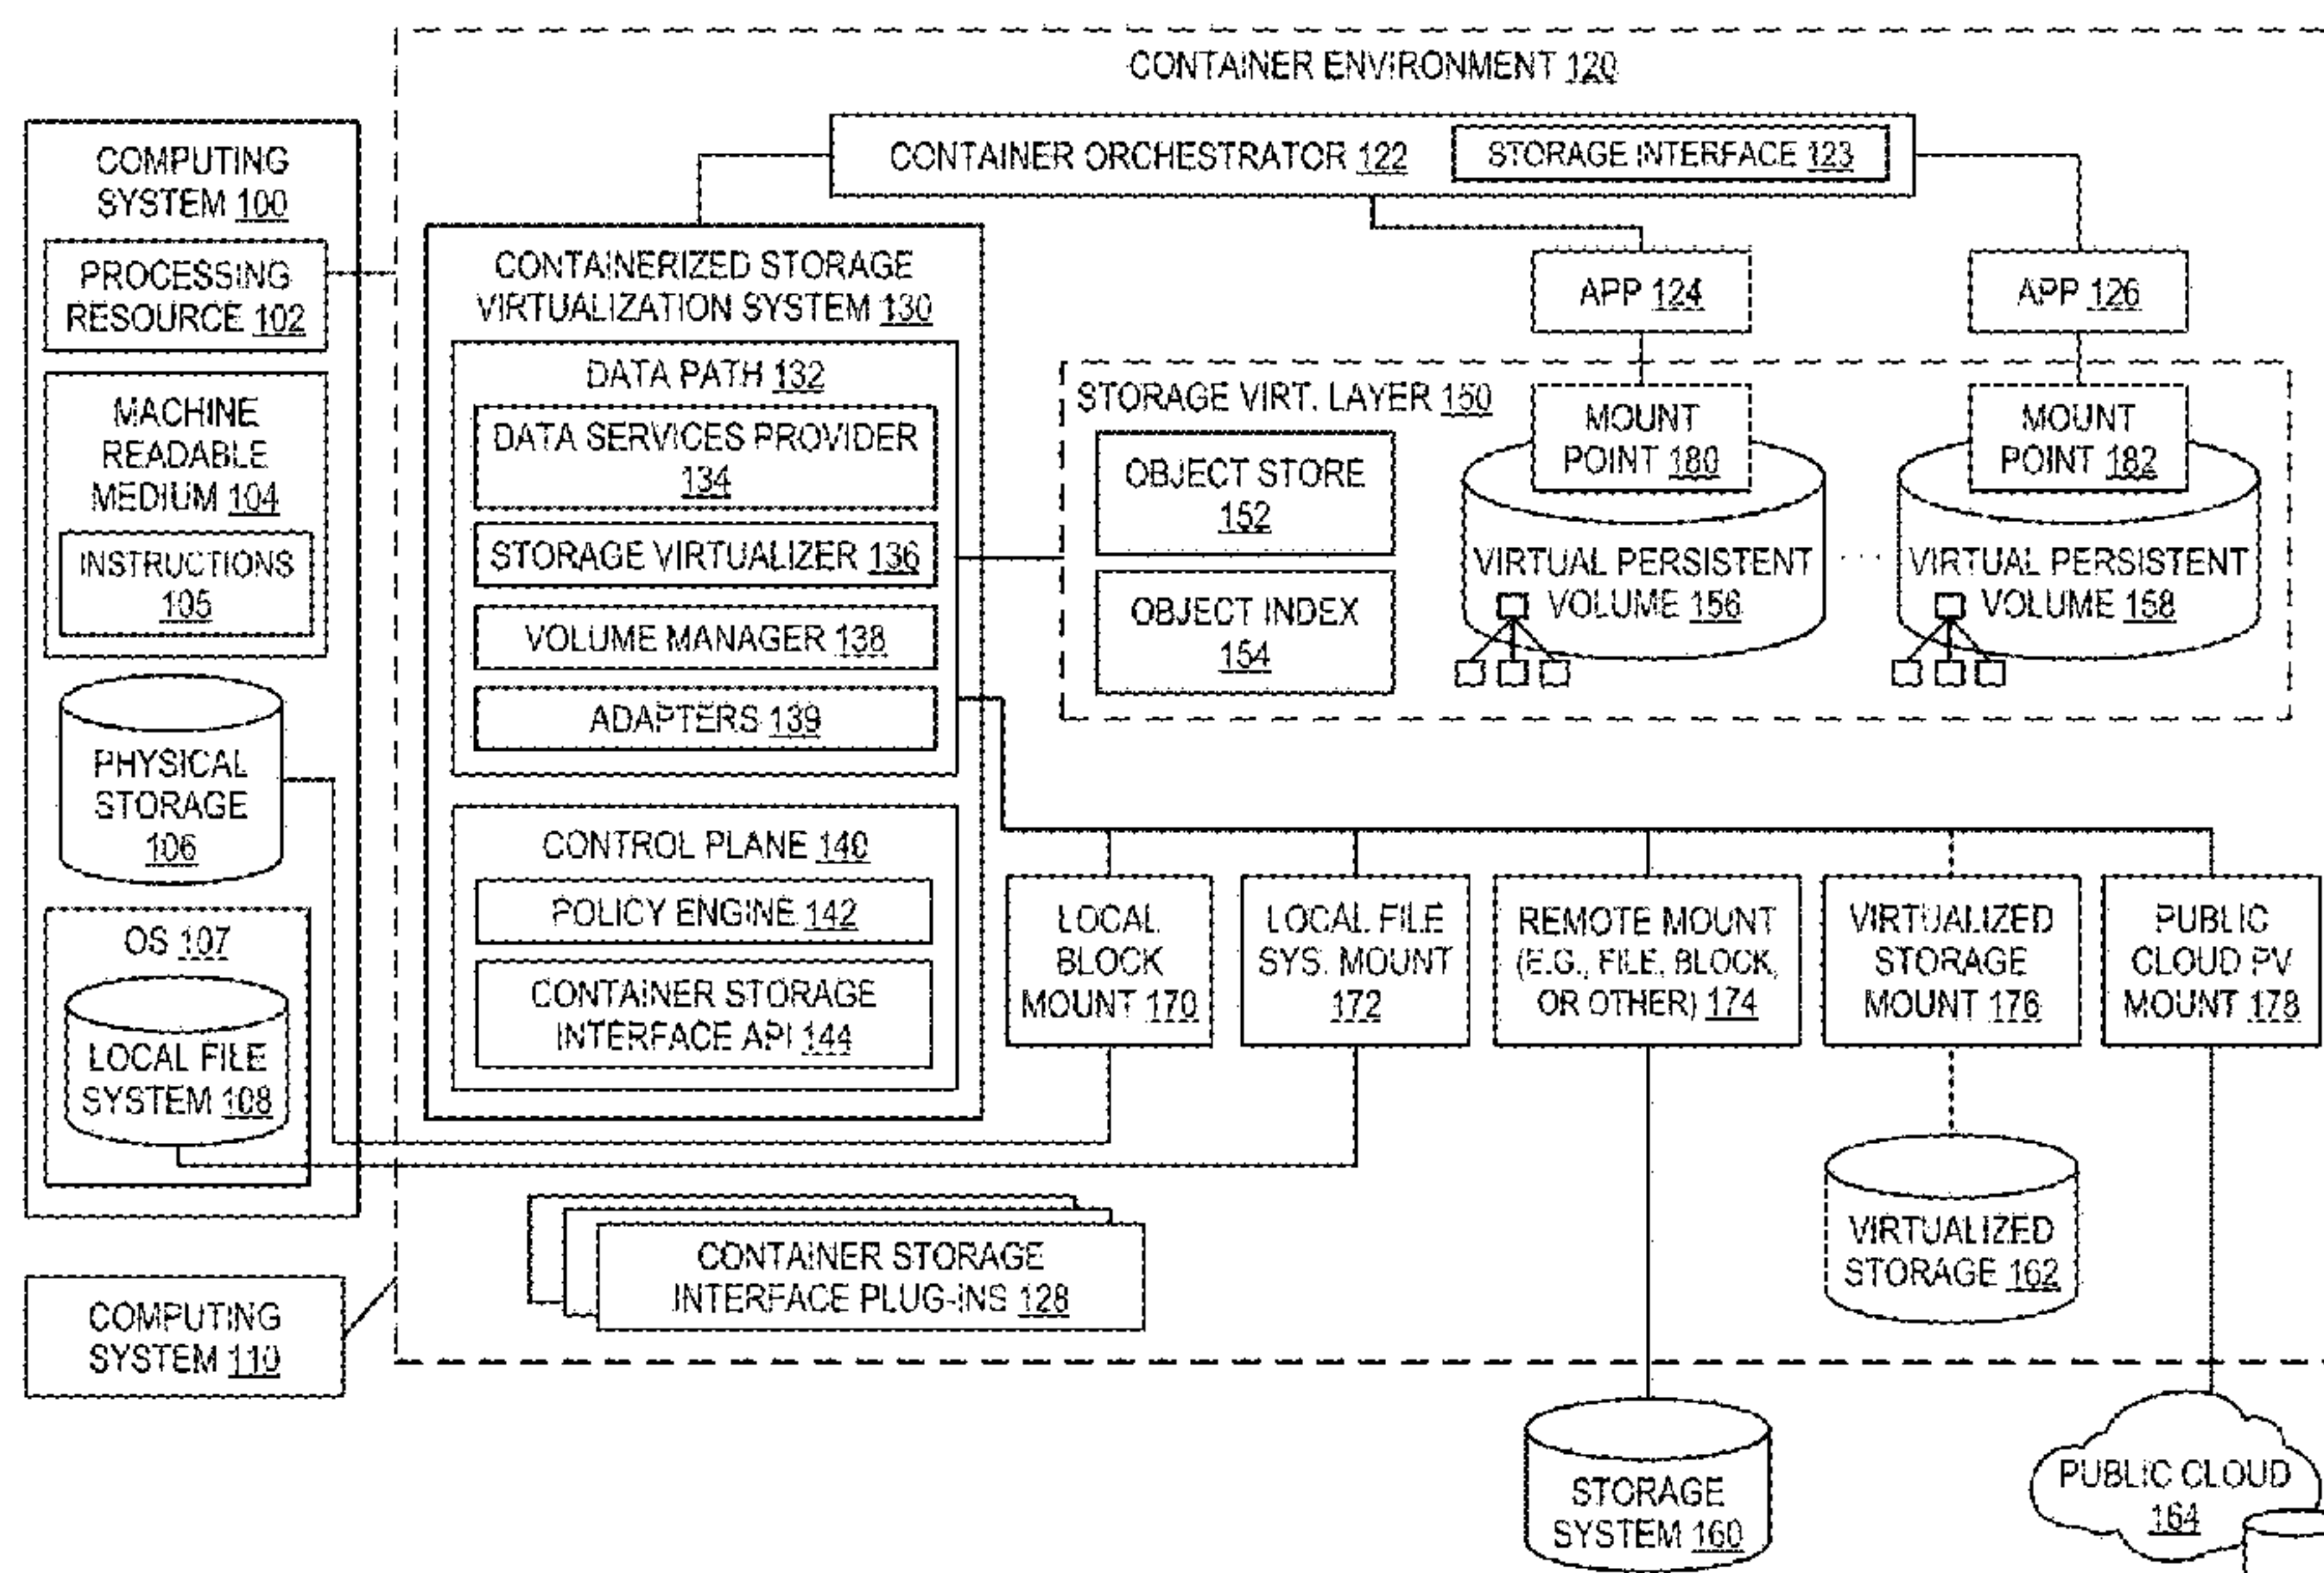 CONTAINER ENVIRONMENT 120
COMPUTING
SYSTEM 100
PROCESSING
RESOURCE 102
MACHINE
READABLE
MEDIUM 104
INSTRUCTIONS
105
PHYSICAL
STORAGE
106
OS 107
LOCAL FILE
SYSTEM 108
COMPUTING
SYSTEM 110
CONTAINER ORCHESTRATOR 122
STORAGE INTERFACE 123
CONTAINERIZED STORAGE
VIRTUALIZATION SYSTEM 130
DATA PATH 132
DATA SERVICES PROVIDER
134
STORAGE VIRTUALIZER 136
VOLUME MANAGER 138
ADAPTERS 139
CONTROL PLANE 140
POLICY ENGINE 142
CONTAINER STORAGE
INTERFACE API 144
APP 124
APP 126
STORAGE VIRT. LAYER 150
OBJECT STORE
152
OBJECT INDEX
154
MOUNT
POINT 180
VIRTUAL PERSISTENT
VOLUME 156
...
MOUNT
POINT 182
VIRTUAL PERSISTENT
VOLUME 158
LOCAL
BLOCK
MOUNT 170
LOCAL FILE
SYS. MOUNT
172
REMOTE MOUNT
(E.G., FILE, BLOCK,
OR OTHER) 174
VIRTUALIZED
STORAGE
MOUNT 176
PUBLIC
CLOUD PV
MOUNT 178
VIRTUALIZED
STORAGE 162
CONTAINER STORAGE
INTERFACE PLUG-INS 128
STORAGE
SYSTEM 160
PUBLIC CLOUD
164